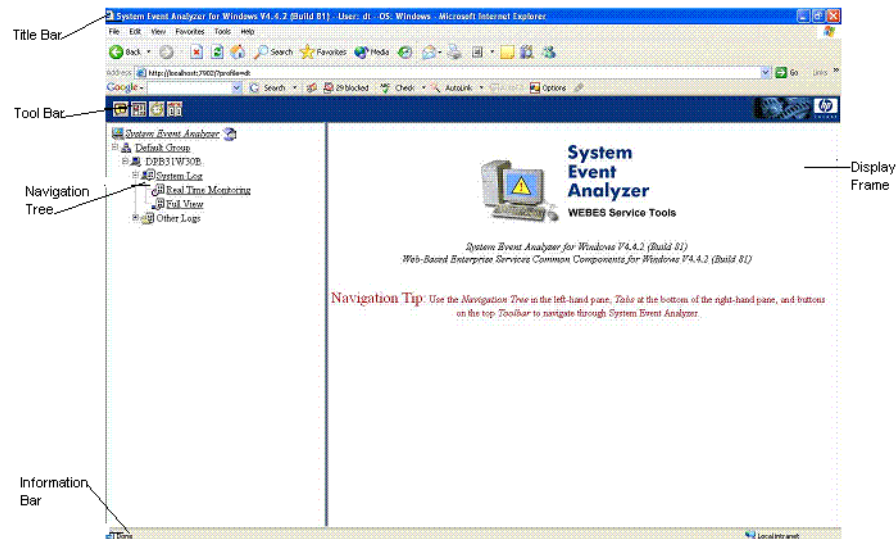 System Event Analyzer for Windows V4.4.2 (Build 81) - User: dt - OS: Windows - Microsoft Internet Explorer
Title Bar
File Edit View Favorites Tools Help
Back Search Favorites Media
Address http://localhost:7902/?profile=dt Go Links »
Google Search 29 blocked Check AutoLink Options
Tool Bar
hp
invent
System Event Analyzer
Default Group
DPB31W30B
System Log
Real Time Monitoring
Full View
Other Logs
Navigation
Tree
System
Event
Analyzer
WEBES Service Tools
Display
Frame
System Event Analyzer for Windows V4.4.2 (Build 81)
Web-Based Enterprise Services Common Components for Windows V4.4.2 (Build 81)
Navigation Tip: Use the Navigation Tree in the left-hand pane, Tabs at the bottom of the right-hand pane, and buttons
on the top Toolbar to navigate through System Event Analyzer.
Information
Bar
Done
Local intranet